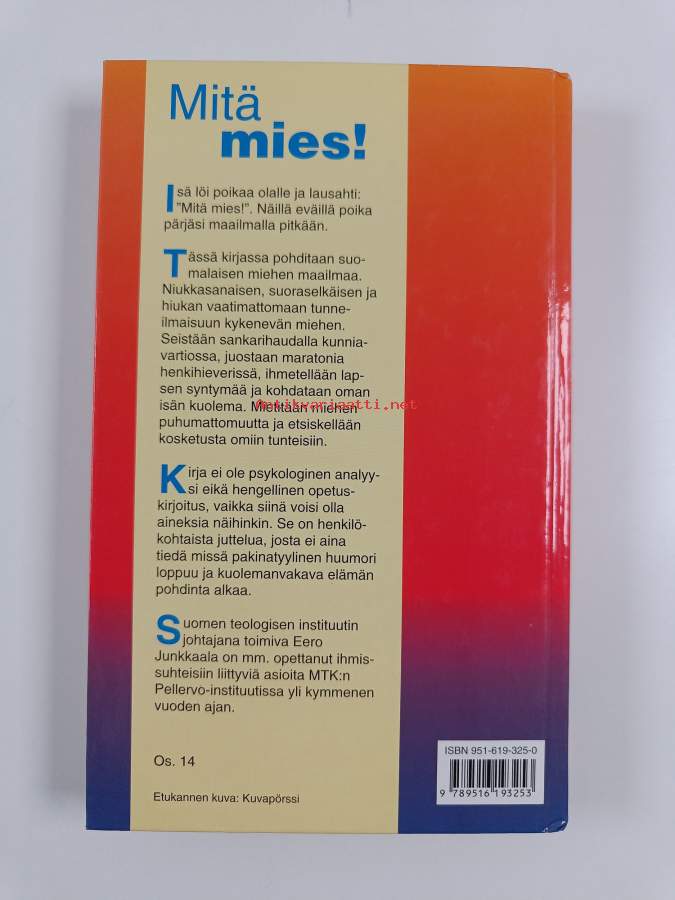 Mitä
mies!
Isä löi poikaa olalle ja lausahti:
"Mitä mies!". Näillä eväillä poika
pärjäsi maailmalla pitkään.
Tässä kirjassa pohditaan suo-
malaisen miehen maailmaa.
Niukkasanaisen, suoraselkäisen ja
hiukan vaatimattomaan tunne-
ilmaisuun kykenevän miehen.
Seistään sankarihaudalla kunnia-
vartiossa, juostaan maratonia
henkihieverissä, ihmetellään lap-
sen syntymää ja kohdataan oman
isän kuolema. Mietitään miehen
Antikvariaatti.net
puhumattomuutta ja etsiskellään
kosketusta omiin tunteisiin.
Kirja ei ole psykologinen analyy-
si eikä hengellinen opetus-
kirjoitus, vaikka siinä voisi olla
aineksia näihinkin. Se on henkilö-
kohtaista juttelua, josta ei aina
tiedä missä pakinatyylinen huumori
loppuu ja kuolemanvakava elämän
pohdinta alkaa.
Suomen teologisen instituutin
johtajana toimiva Eero
Junkkaala on mm. opettanut ihmis-
suhteisiin liittyviä asioita MTK:n
Pellervo-instituutissa yli kymmenen
vuoden ajan.
Os. 14
Etukannen kuva: Kuvapörssi
ISBN 951-619-325-0
9 789516 193253